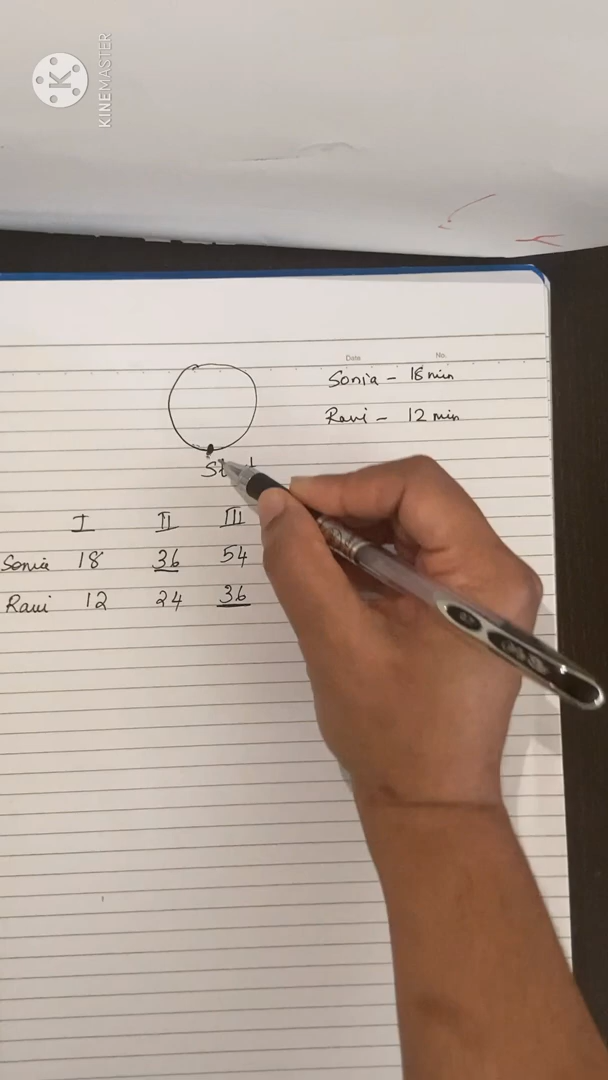 KINEMASTER
Date No.
Sonia - 18 min
Ravi - 12 min
I II III
Sonia 18 36 54
Ravi 12 24 36